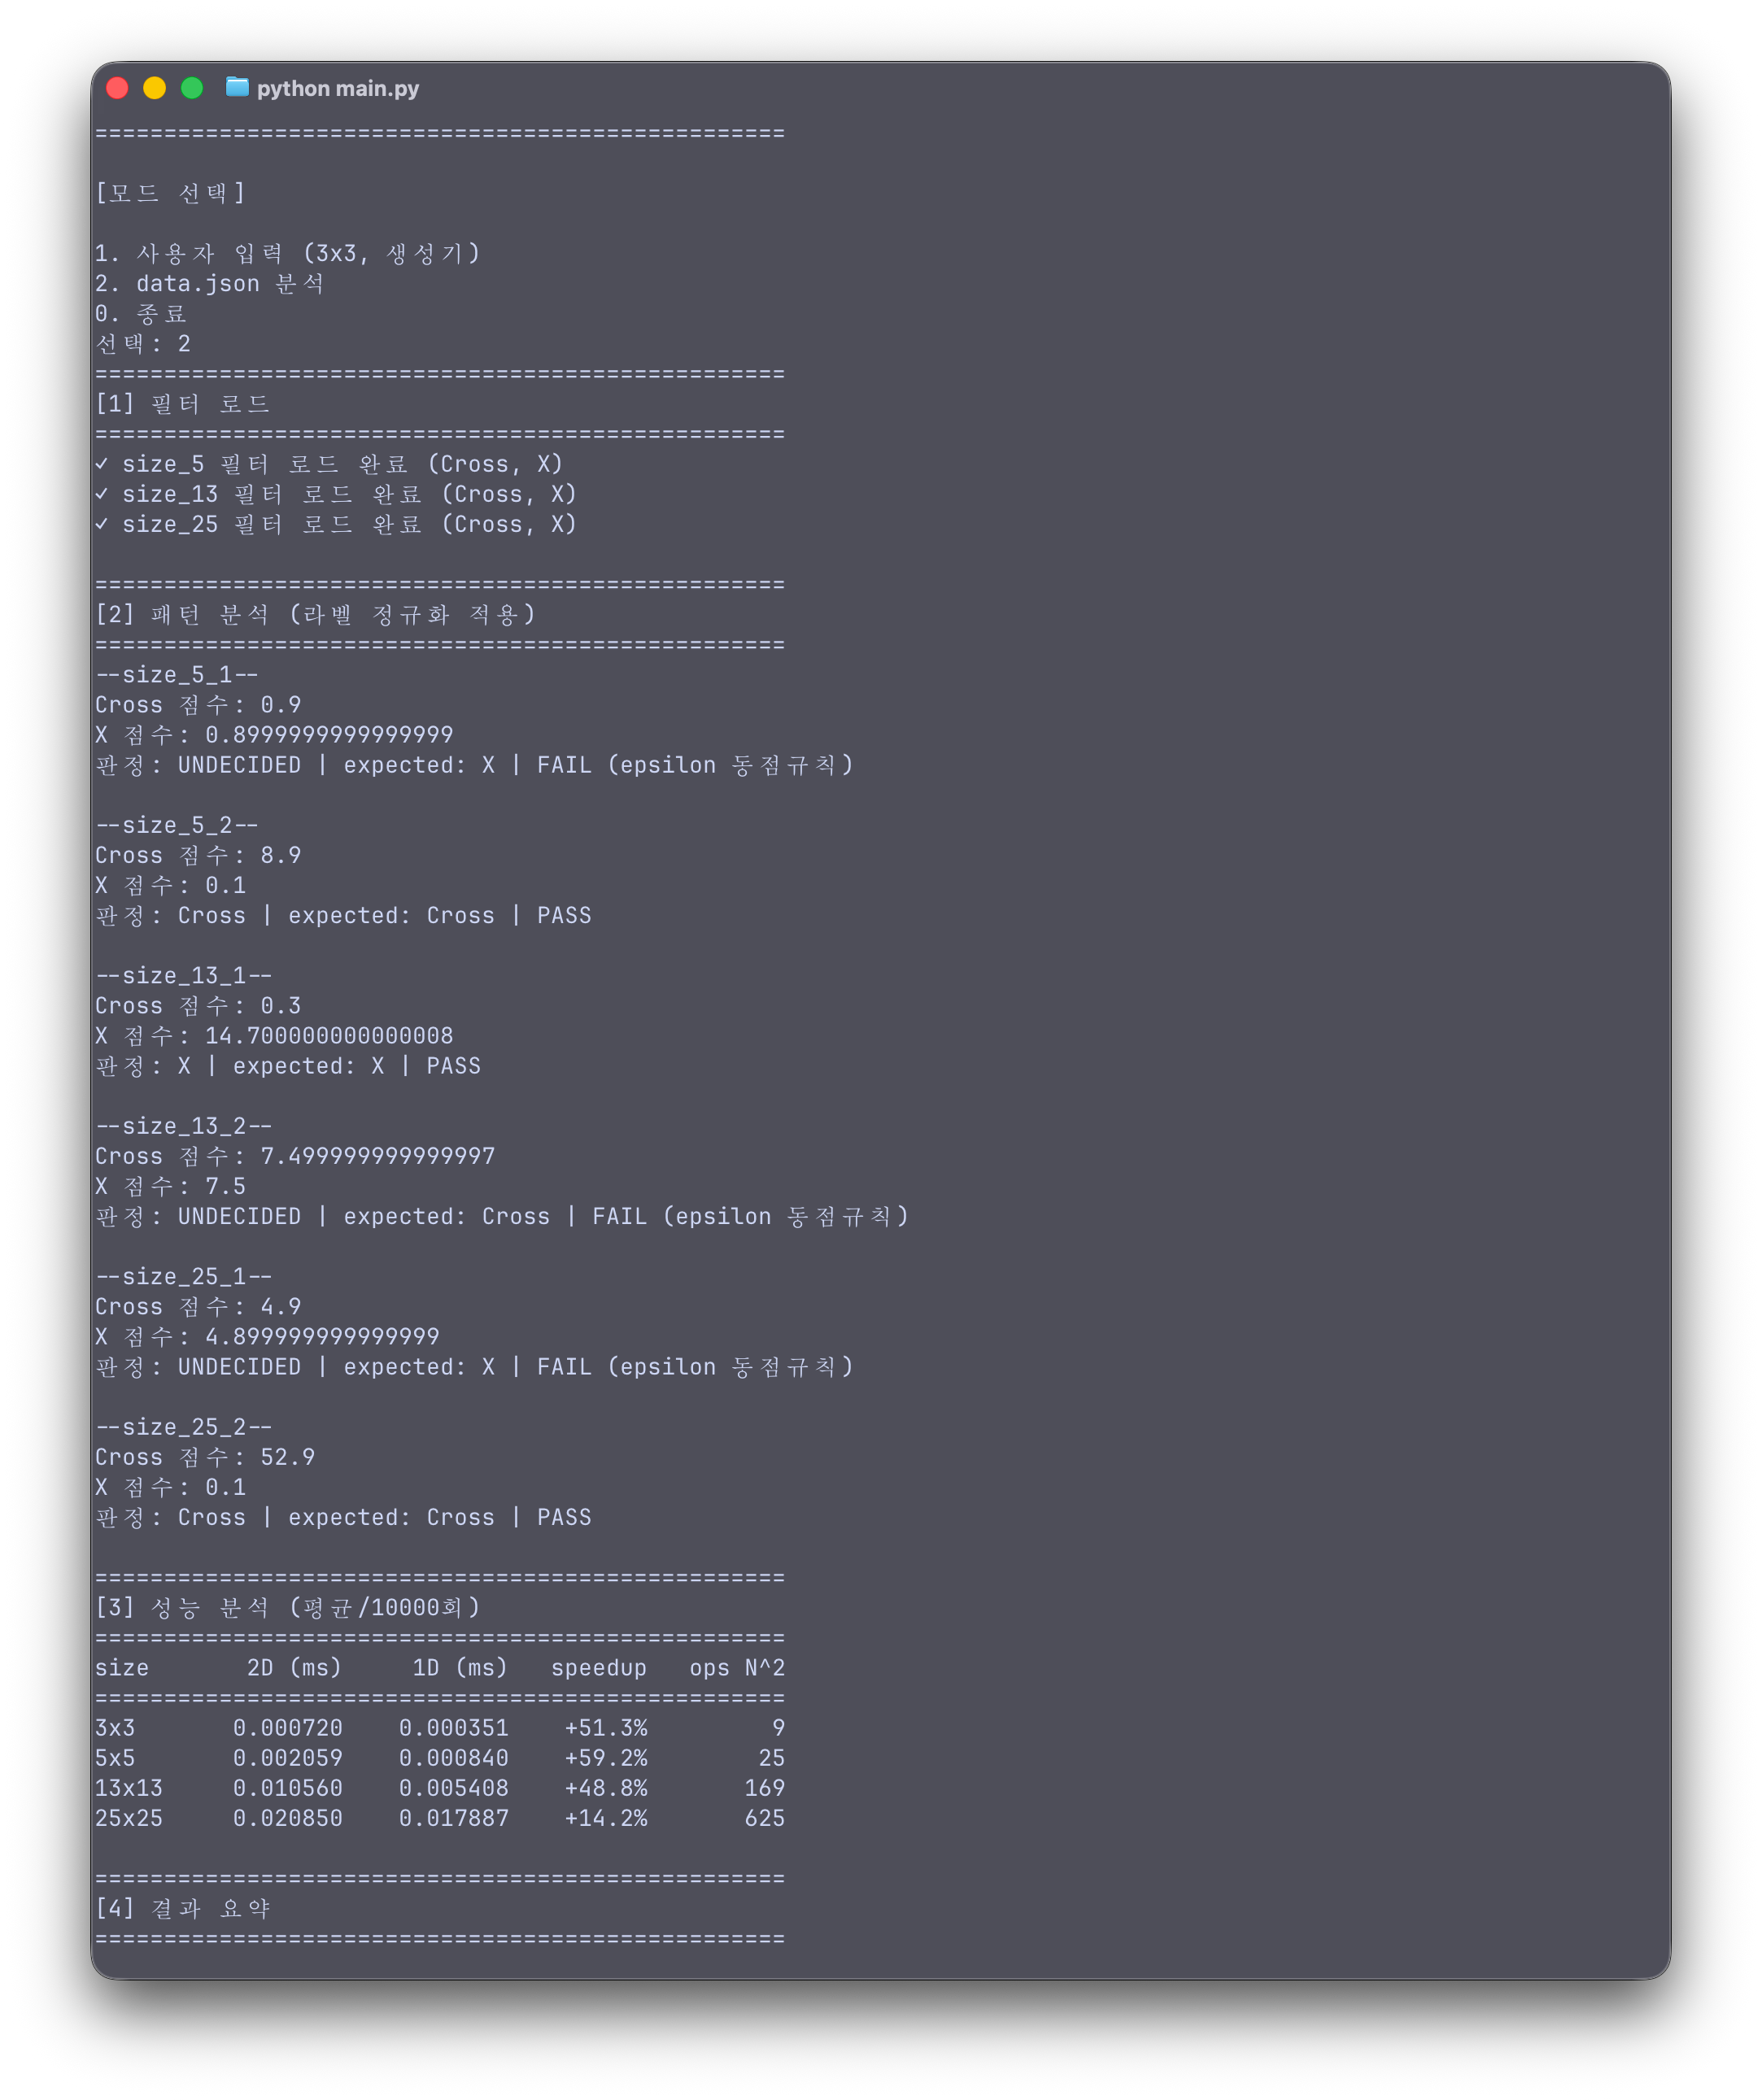 python main.py
==================================================
[모드 선택]
1. 사용자 입력 (3x3, 생성기)
2. data.json 분석
0. 종료
선택: 2
==================================================
[1] 필터 로드
==================================================
✓ size_5 필터 로드 완료 (Cross, X)
✓ size_13 필터 로드 완료 (Cross, X)
✓ size_25 필터 로드 완료 (Cross, X)
==================================================
[2] 패턴 분석 (라벨 정규화 적용)
==================================================
--size_5_1--
Cross 점수: 0.9
X 점수: 0.8999999999999999
판정: UNDECIDED | expected: X | FAIL (epsilon 동점규칙)
--size_5_2--
Cross 점수: 8.9
X 점수: 0.1
판정: Cross | expected: Cross | PASS
--size_13_1--
Cross 점수: 0.3
X 점수: 14.700000000000008
판정: X | expected: X | PASS
--size_13_2--
Cross 점수: 7.499999999999997
X 점수: 7.5
판정: UNDECIDED | expected: Cross | FAIL (epsilon 동점규칙)
--size_25_1--
Cross 점수: 4.9
X 점수: 4.899999999999999
판정: UNDECIDED | expected: X | FAIL (epsilon 동점규칙)
--size_25_2--
Cross 점수: 52.9
X 점수: 0.1
판정: Cross | expected: Cross | PASS
==================================================
[3] 성능 분석 (평균/10000회)
==================================================
size       2D (ms)     1D (ms)   speedup   ops N^2
==================================================
3x3       0.000720    0.000351    +51.3%         9
5x5       0.002059    0.000840    +59.2%        25
13x13     0.010560    0.005408    +48.8%       169
25x25     0.020850    0.017887    +14.2%       625
==================================================
[4] 결과 요약
==================================================